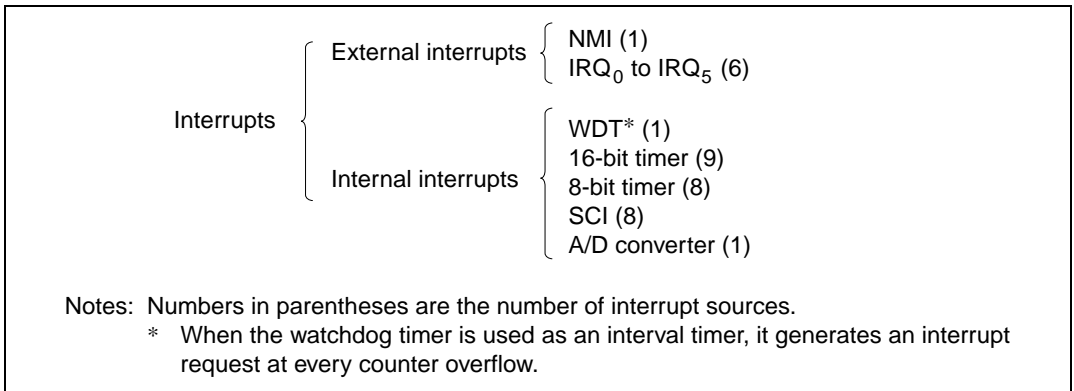 External interrupts
NMI (1)
IRQ0 to IRQ5 (6)
Interrupts
Internal interrupts
WDT* (1)
16-bit timer (9)
8-bit timer (8)
SCI (8)
A/D converter (1)
Notes: Numbers in parentheses are the number of interrupt sources.
* When the watchdog timer is used as an interval timer, it generates an interrupt
request at every counter overflow.